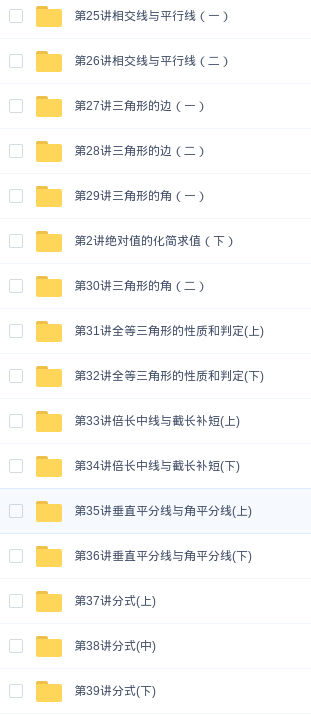 第25讲相交线与平行线（一）
第26讲相交线与平行线（二）
第27讲三角形的边（一）
第28讲三角形的边（二）
第29讲三角形的角（一）
第2讲绝对值的化简求值（下）
第30讲三角形的角（二）
第31讲全等三角形的性质和判定(上)
第32讲全等三角形的性质和判定(下)
第33讲倍长中线与截长补短(上)
第34讲倍长中线与截长补短(下)
第35讲垂直平分线与角平分线(上)
第36讲垂直平分线与角平分线(下)
第37讲分式(上)
第38讲分式(中)
第39讲分式(下)